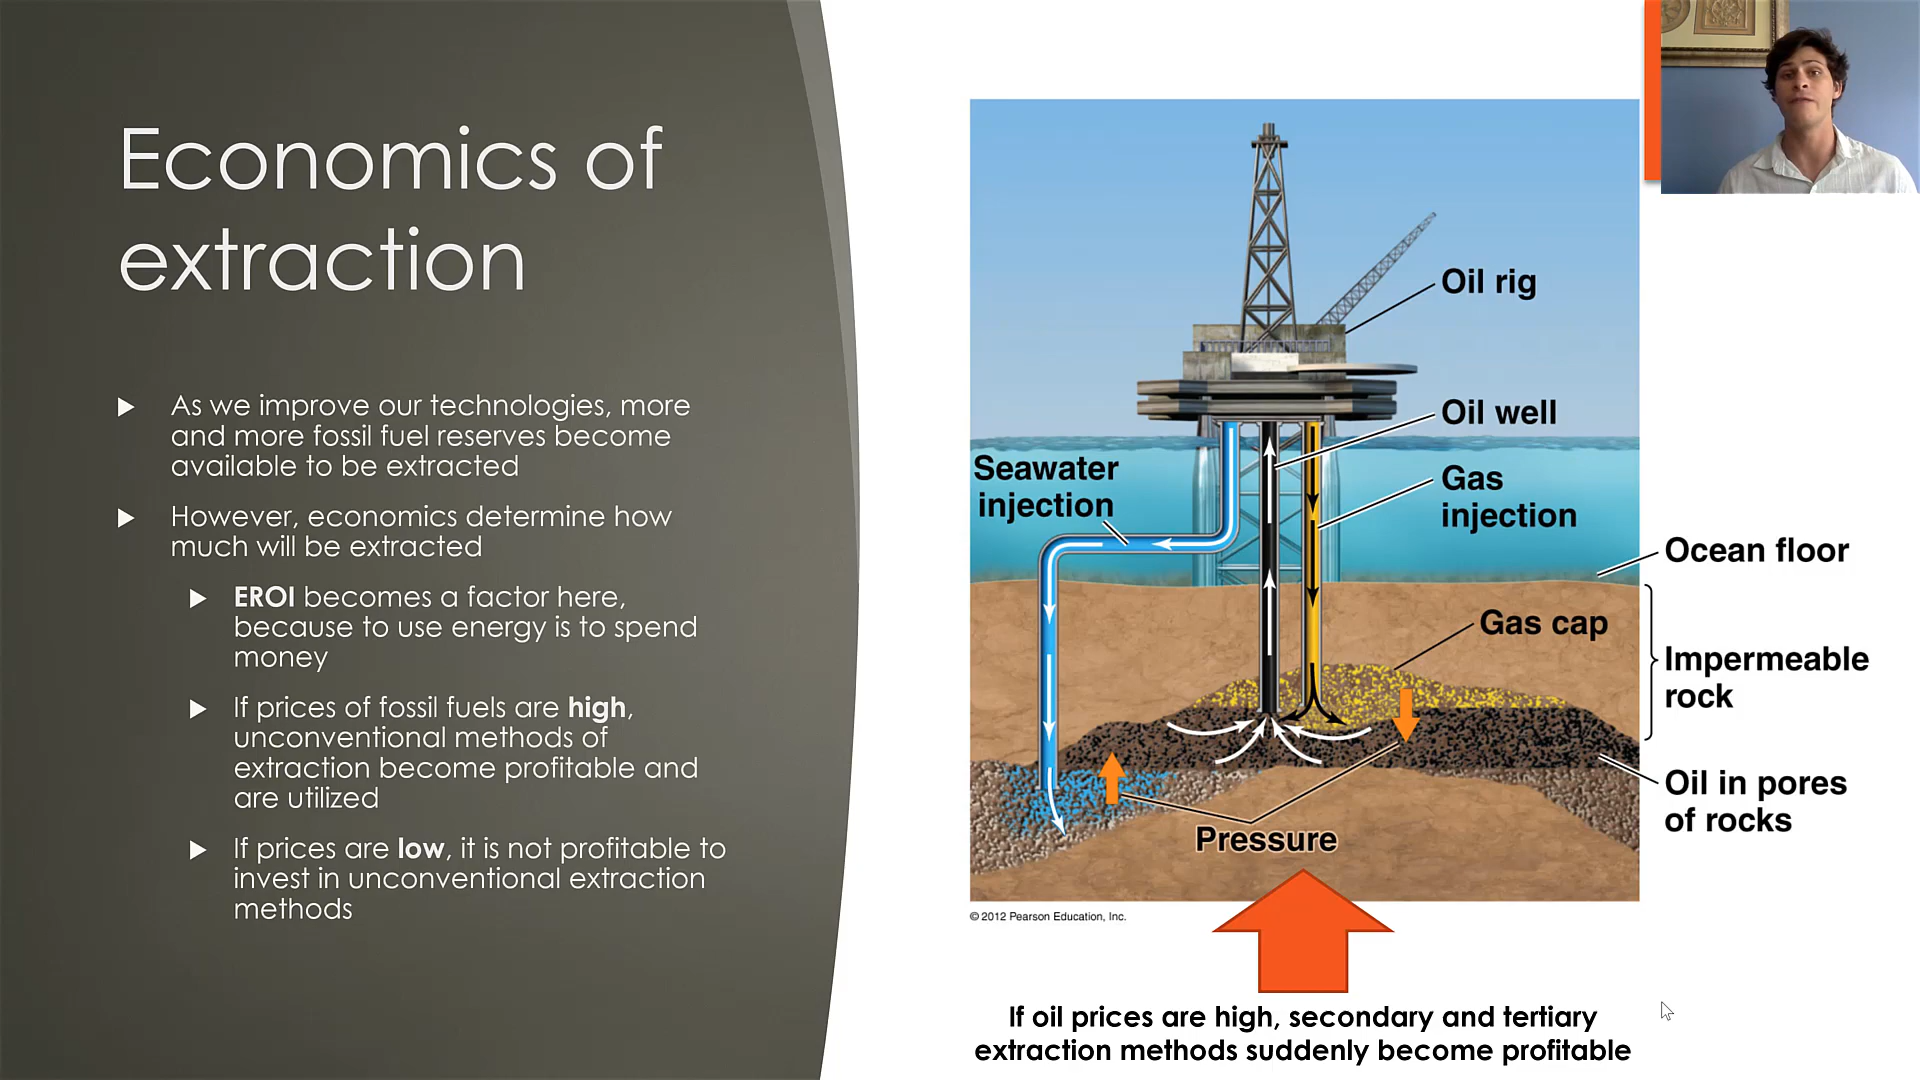 Economics of
extraction
As we improve our technologies, more
and more fossil fuel reserves become
available to be extracted
However, economics determine how
much will be extracted
EROI becomes a factor here,
because to use energy is to spend
money
If prices of fossil fuels are high,
unconventional methods of
extraction become profitable and
are utilized
If prices are low, it is not profitable to
invest in unconventional extraction
methods
Oil rig
Oil well
Seawater
injection
Gas
injection
Ocean floor
Gas cap
Impermeable
rock
Oil in pores
of rocks
Pressure
© 2012 Pearson Education, Inc.
If oil prices are high, secondary and tertiary
extraction methods suddenly become profitable